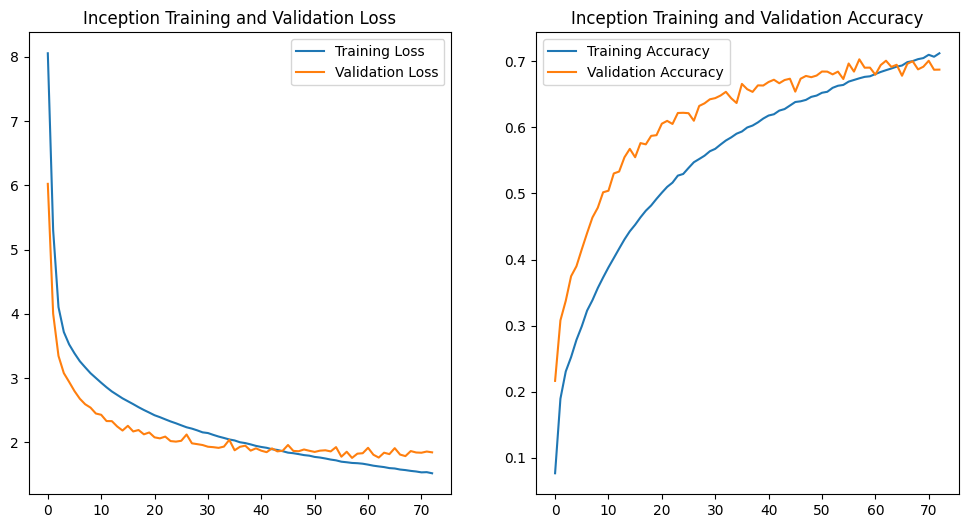 Inception Training and Validation Loss
Training Loss
Validation Loss
8
7
6
5
4
3
2
0 10 20 30 40 50 60 70
Inception Training and Validation Accuracy
Training Accuracy
Validation Accuracy
0.7
0.6
0.5
0.4
0.3
0.2
0.1
0 10 20 30 40 50 60 70